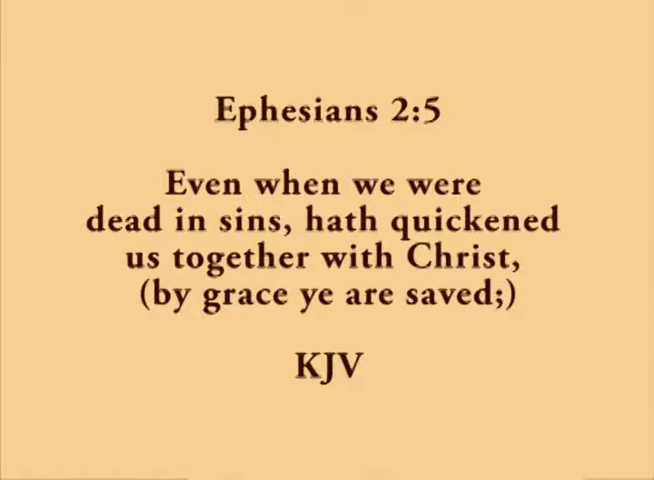 Ephesians 2:5
Even when we were
dead in sins, hath quickened
us together with Christ,
(by grace ye are saved;)
KJV